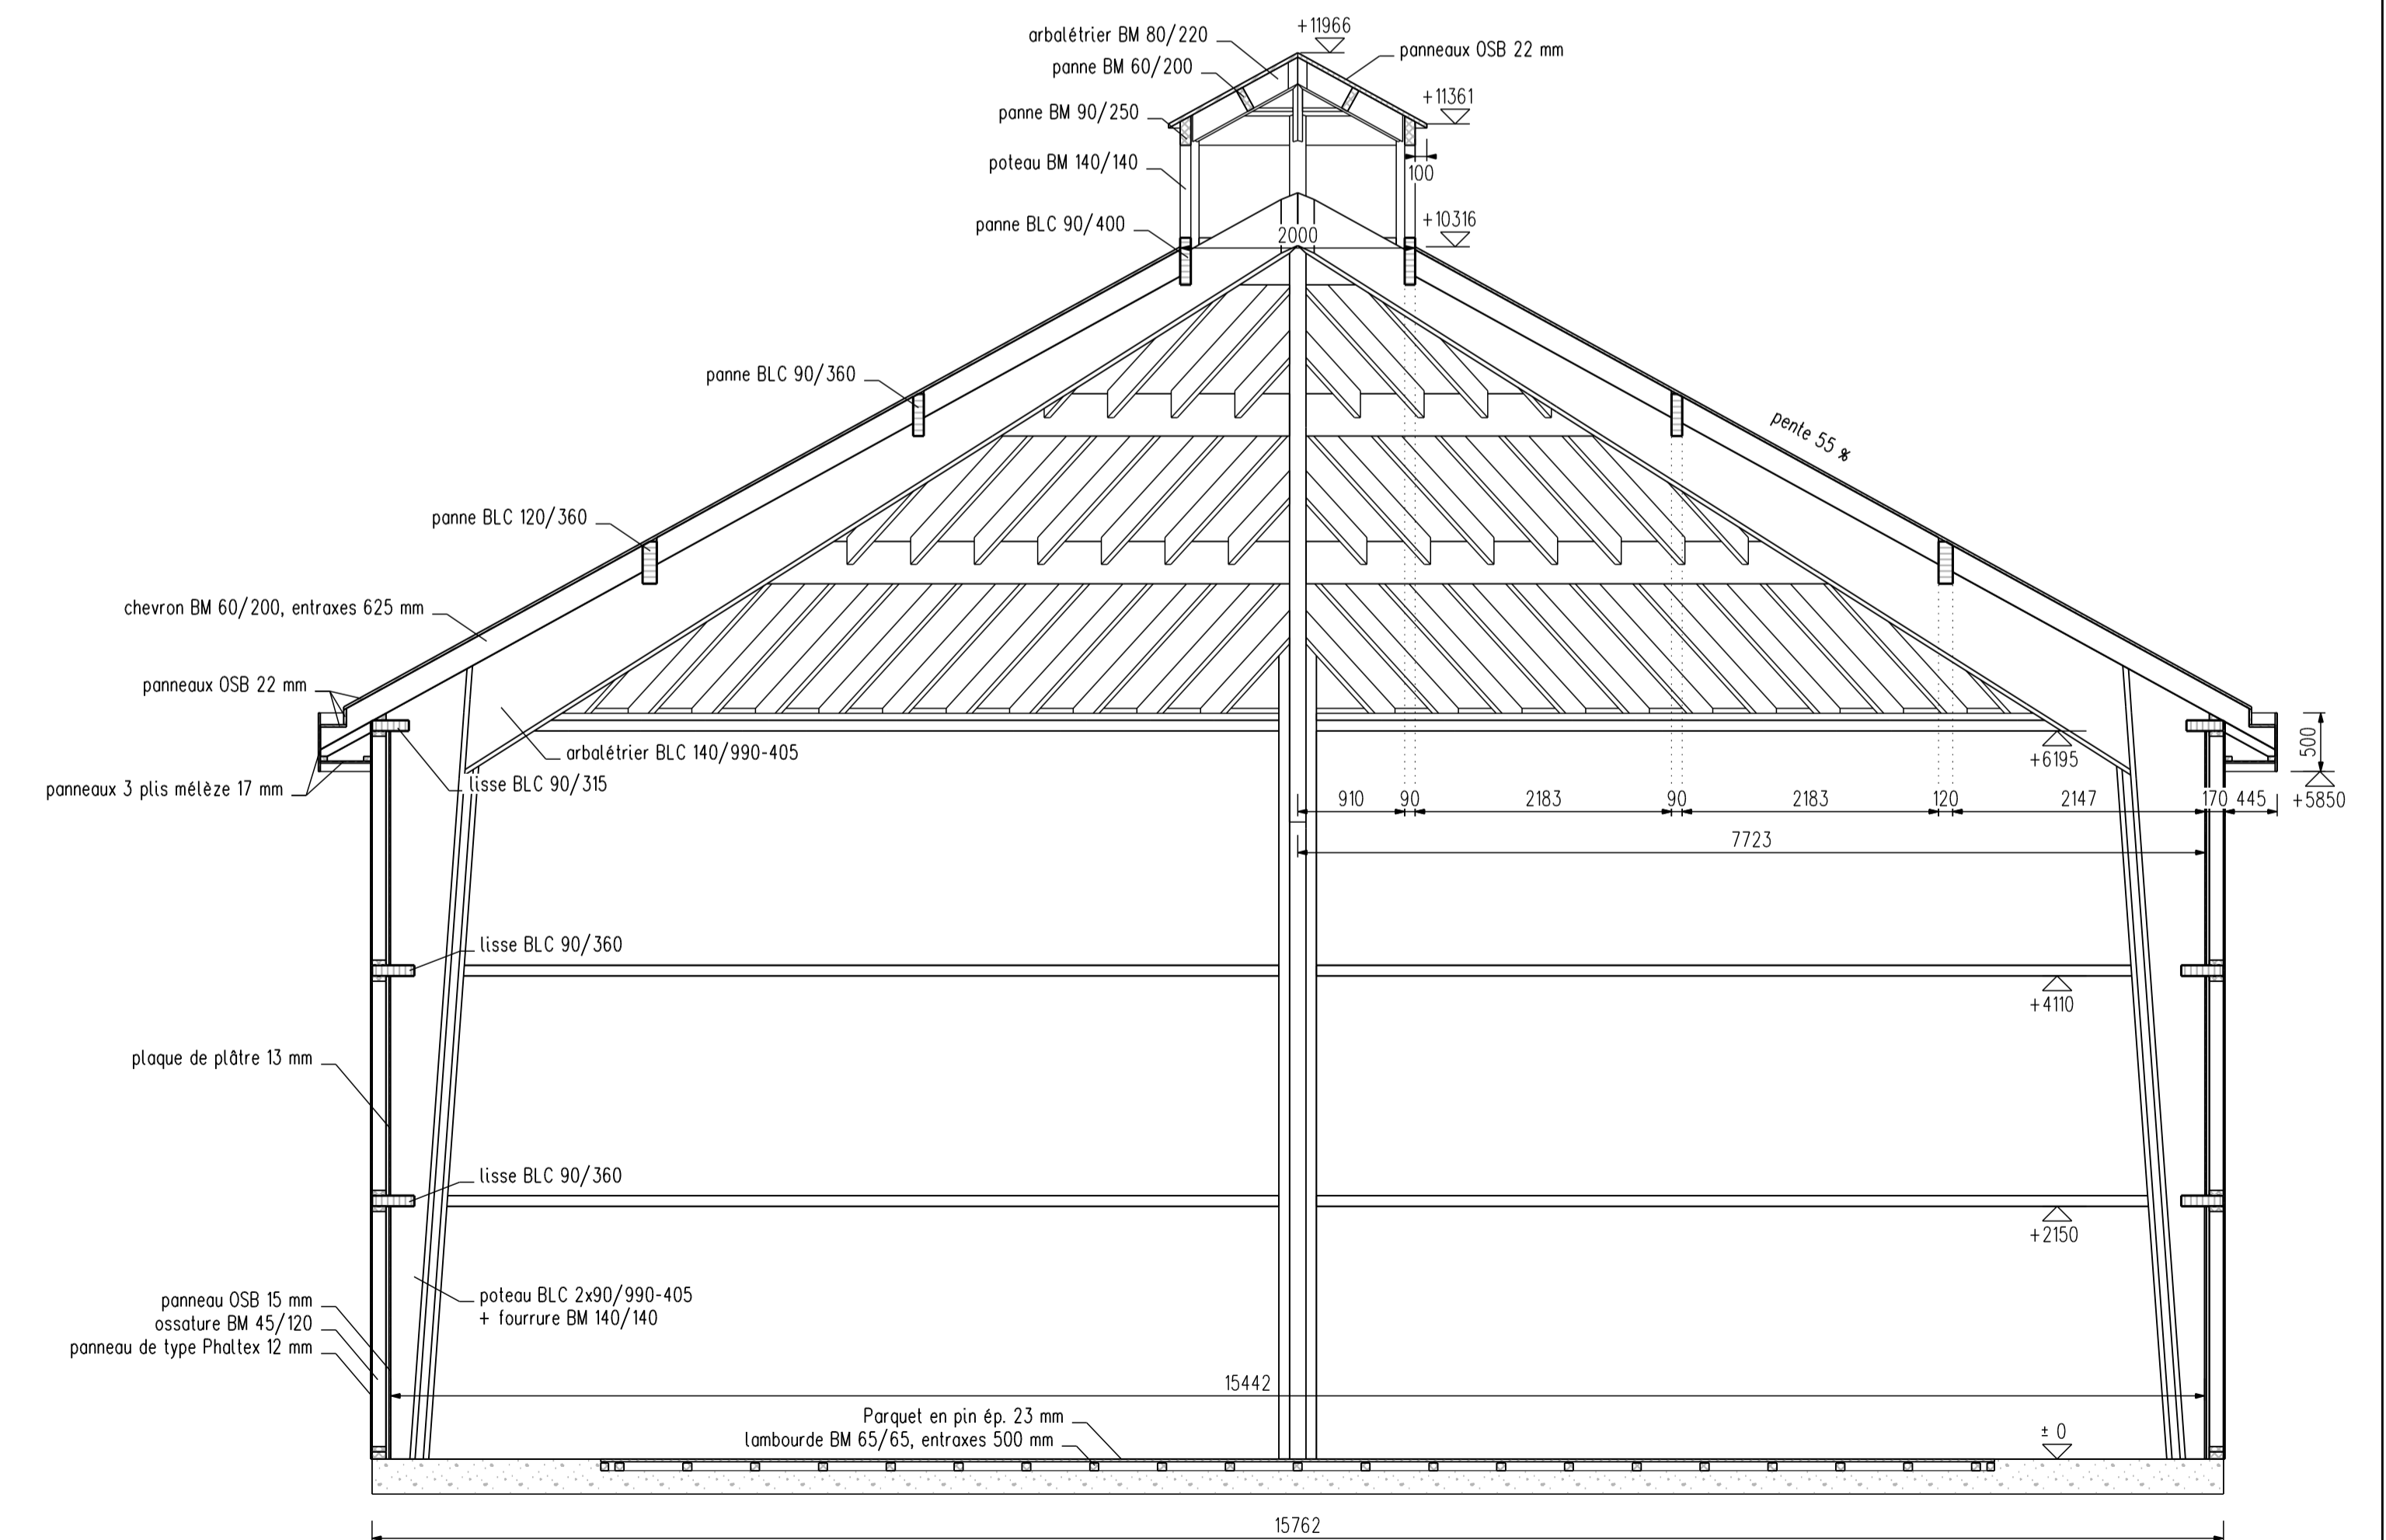 +11966
arbalétrier BM 80/220
panneaux OSB 22 mm
panne BM 60/200
+11361
panne BM 90/250
poteau BM 140/140
100
panne BLC 90/400
+10316
2000
panne BLC 90/360
pente 55 %
panne BLC 120/360
chevron BM 60/200, entraxes 625 mm
panneaux OSB 22 mm
500
arbalétrier BLC 140/990-405
+6195
lisse BLC 90/315
panneaux 3 plis mélèze 17 mm
910 90 2183 90 2183 120 2147 170 445 +5850
7723
lisse BLC 90/360
+4110
plaque de plâtre 13 mm
lisse BLC 90/360
+2150
poteau BLC 2x90/990-405
+ fourrure BM 140/140
panneau OSB 15 mm
ossature BM 45/120
panneau de type Phaltex 12 mm
15442
Parquet en pin ép. 23 mm
lambourde BM 65/65, entraxes 500 mm
± 0
15762